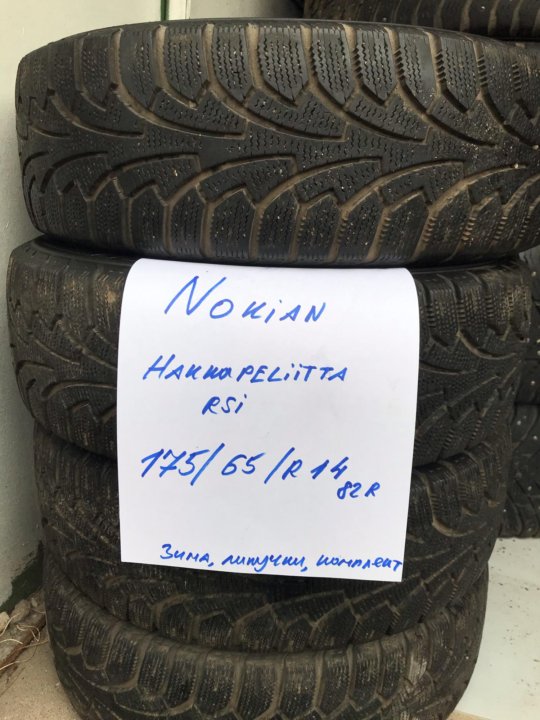 Nokian
Hakkapeliitta
RSi
175/65/R14
82R
Зима, липучки, комплект